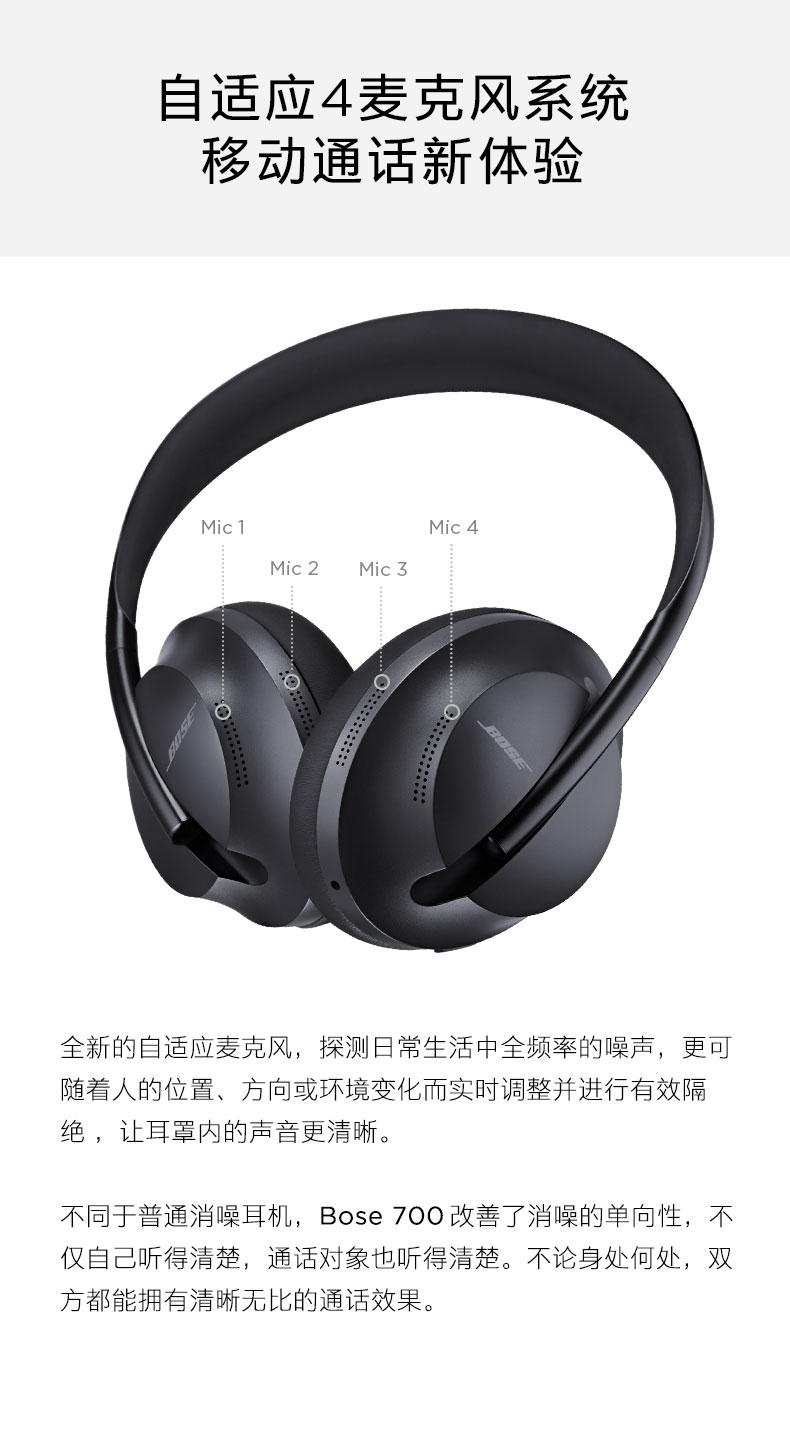 自适应4麦克风系统
移动通话新体验
Mic 1
Mic 4
Mic 2
Mic 3
BOSE
BOSE
全新的自适应麦克风，探测日常生活中全频率的噪声，更可
随着人的位置、方向或环境变化而实时调整并进行有效隔
绝 ，让耳罩内的声音更清晰。
不同于普通消噪耳机，Bose 700 改善了消噪的单向性，不
仅自己听得清楚，通话对象也听得清楚。不论身处何处，双
方都能拥有清晰无比的通话效果。